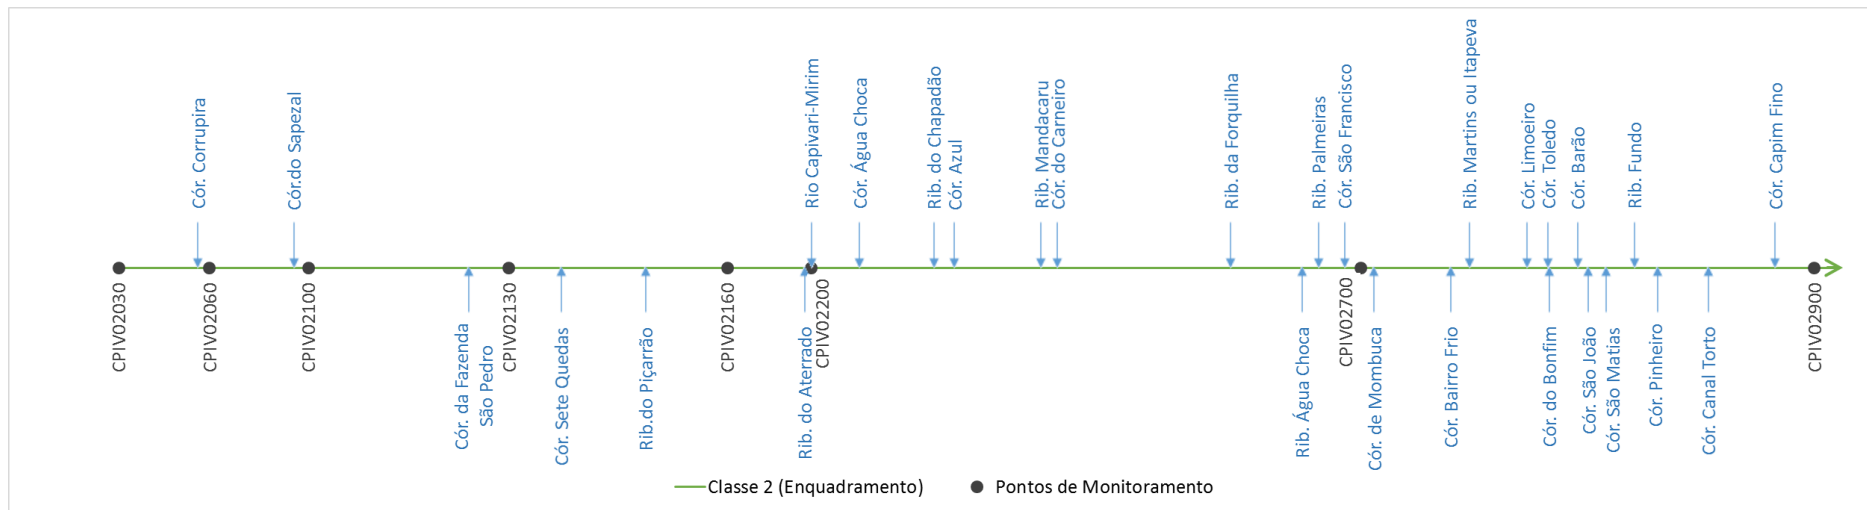 Cór. Corrupira
Cór.do Sapezal
Rio Capivari-Mirim
Cór. Água Choca
Rib. do Chapadão
Cór. Azul
Rib. Mandacaru
Cór. do Carneiro
Rib. da Forquilha
Rib. Palmeiras
Cór. São Francisco
Rib. Martins ou Itapeva
Cór. Limoeiro
Cór. Toledo
Cór. Barão
Rib. Fundo
Cór. Capim Fino
CPIV02030
CPIV02060
CPIV02100
CPIV02130
CPIV02160
CPIV02200
CPIV02700
CPIV02900
Cór. da Fazenda
São Pedro
Cór. Sete Quedas
Rib.do Piçarrão
Rib. do Aterrado
Rib. Água Choca
Cór. de Mombuca
Cór. Bairro Frio
Cór. do Bonfim
Cór. São João
Cór. São Matias
Cór. Pinheiro
Cór. Canal Torto
Classe 2 (Enquadramento)
Pontos de Monitoramento